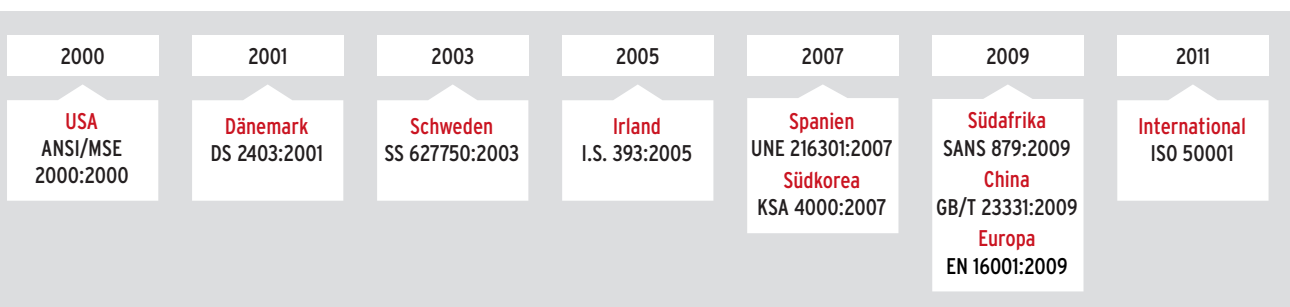 2000
USA
ANSI/MSE
2000:2000
2001
Dänemark
DS 2403:2001
2003
Schweden
SS 627750:2003
2005
Irland
I.S. 393:2005
2007
Spanien
UNE 216301:2007
Südkorea
KSA 4000:2007
2009
Südafrika
SANS 879:2009
China
GB/T 23331:2009
Europa
EN 16001:2009
2011
International
ISO 50001